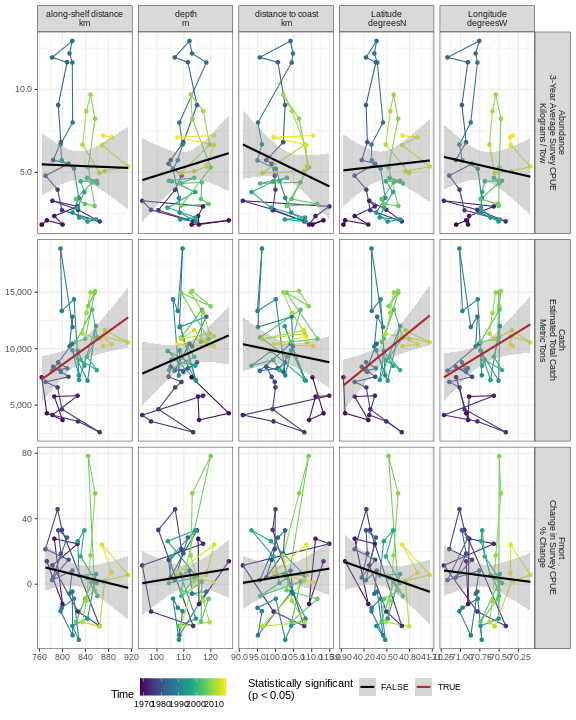 along-shelf distance
km
depth
m
distance to coast
km
Latitude
degreesN
Longitude
degreesW
10.0
5.0
Abundance
3-Year Average Survey CPUE
Kilograms / Tow
15,000
10,000
5,000
Catch
Estimated Total Catch
Metric Tons
80
40
0
Fmort
Change in Survey CPUE
% Change
760 800 840 880 920
100 110 120
Time
1970 1980 1990 2000 2010
Statistically significant
(p < 0.05)
FALSE
TRUE